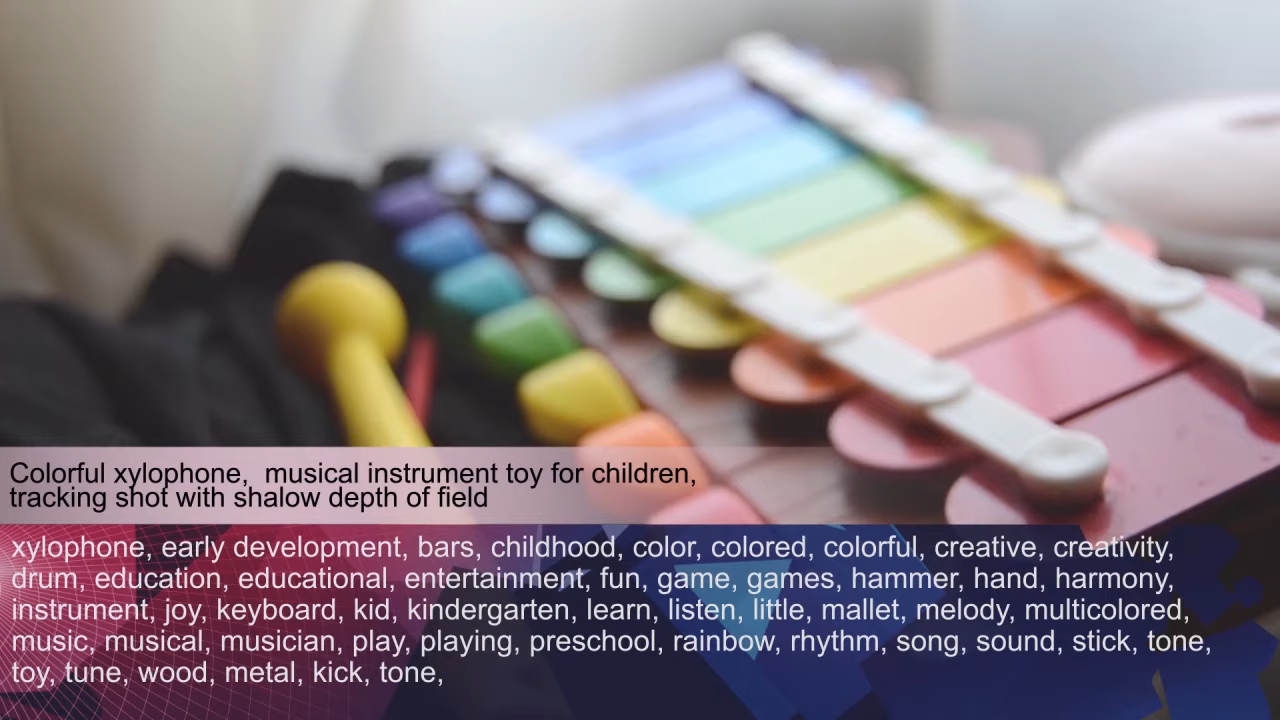 Colorful xylophone,  musical instrument toy for children,
tracking shot with shalow depth of field
xylophone, early development, bars, childhood, color, colored, colorful, creative, creativity,
drum, education, educational, entertainment, fun, game, games, hammer, hand, harmony,
instrument, joy, keyboard, kid, kindergarten, learn, listen, little, mallet, melody, multicolored,
music, musical, musician, play, playing, preschool, rainbow, rhythm, song, sound, stick, tone,
toy, tune, wood, metal, kick, tone,